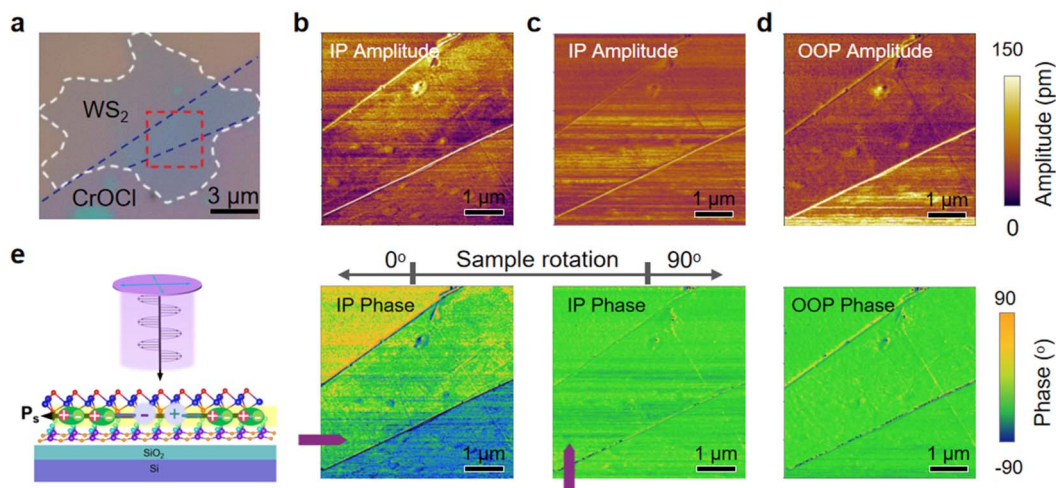 a
WS₂
CrOCl
3 μm
b
IP Amplitude
1 μm
c
IP Amplitude
1 μm
d
OOP Amplitude
1 μm
150
0
Amplitude (pm)
0° Sample rotation 90°
e
Pₛ
+ - + - - + + - + -
SiO₂
Si
IP Phase
1 μm
IP Phase
1 μm
OOP Phase
1 μm
90
-90
Phase (°)